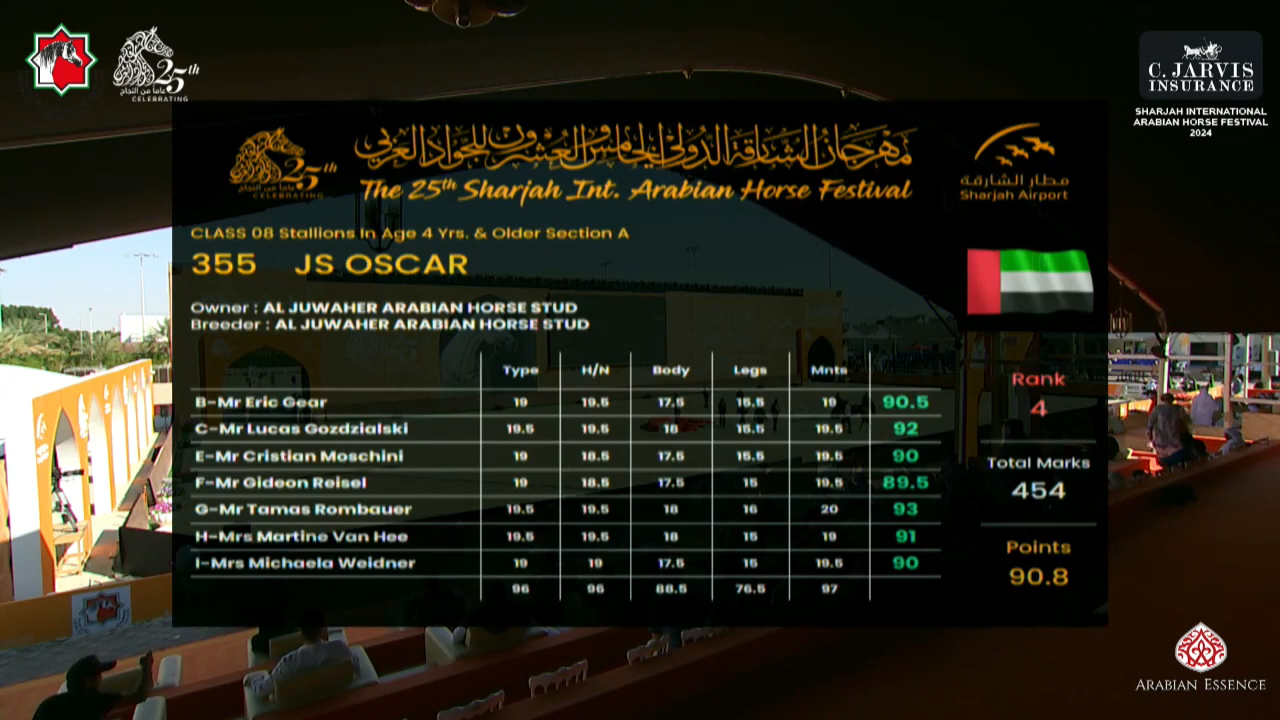 25th
عاماً من النجاح
CELEBRATING
C. JARVIS
INSURANCE
SHARJAH INTERNATIONAL
ARABIAN HORSE FESTIVAL
2024
مهرجان الشارقة الدولي الخامس والعشرون للجواد العربي
25th
عاماً من النجاح
CELEBRATING
The 25th Sharjah Int. Arabian Horse Festival
مطار الشارقة
Sharjah Airport
CLASS 08 Stallions In Age 4 Yrs. & Older Section A
355 JS OSCAR
Owner : AL JUWAHER ARABIAN HORSE STUD
Breeder : AL JUWAHER ARABIAN HORSE STUD
Type H/N Body Legs Mnts
B-Mr Eric Gear 19 19.5 17.5 15.5 19 90.5
C-Mr Lucas Gozdzialski 19.5 19.5 18 15.5 19.5 92
E-Mr Cristian Moschini 19 18.5 17.5 15.5 19.5 90
F-Mr Gideon Reisel 19 18.5 17.5 15 19.5 89.5
G-Mr Tamas Rombauer 19.5 19.5 18 16 20 93
H-Mrs Martine Van Hee 19.5 19.5 18 15 19 91
I-Mrs Michaela Weidner 19 19 17.5 15 19.5 90
96 96 88.5 76.5 97
Rank
4
Total Marks
454
Points
90.8
ARABIAN ESSENCE